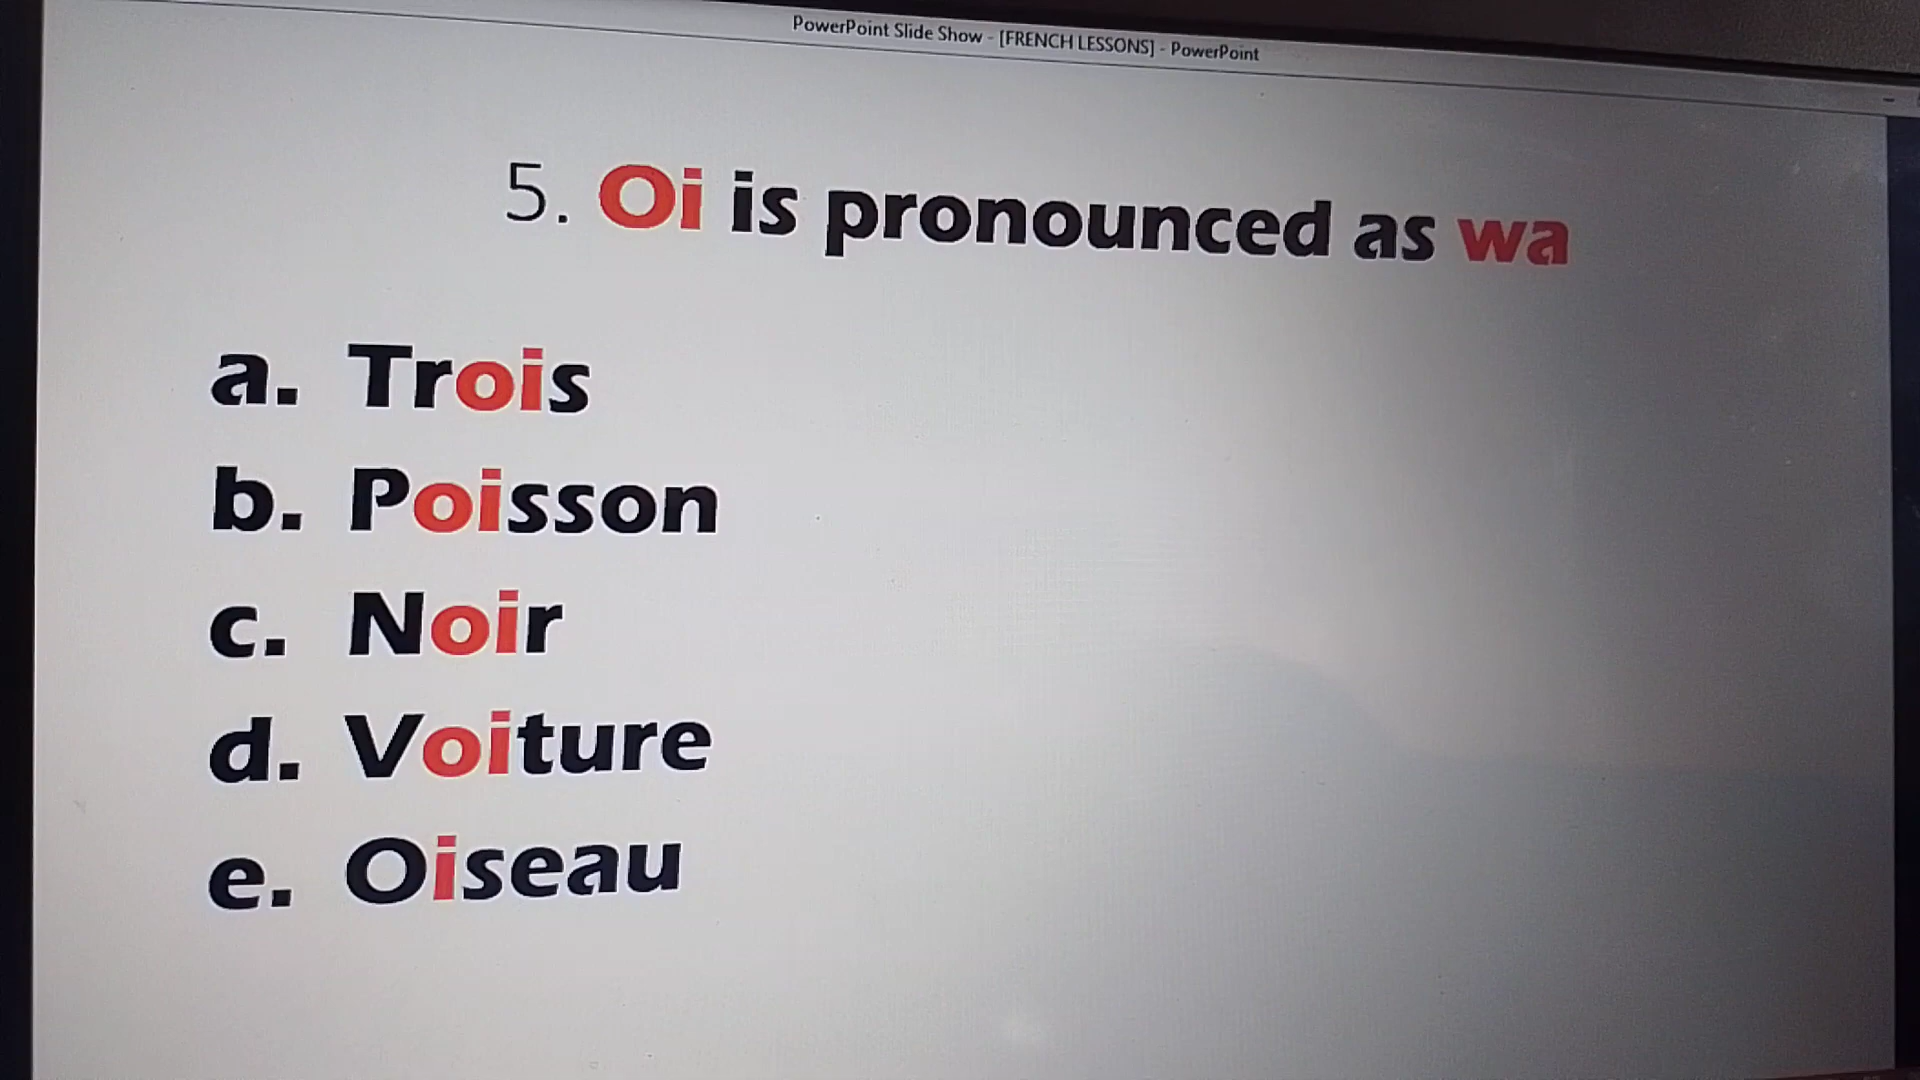 PowerPoint Slide Show - [FRENCH LESSONS] - PowerPoint
5. Oi is pronounced as wa
a. Trois
b. Poisson
c. Noir
d. Voiture
e. Oiseau